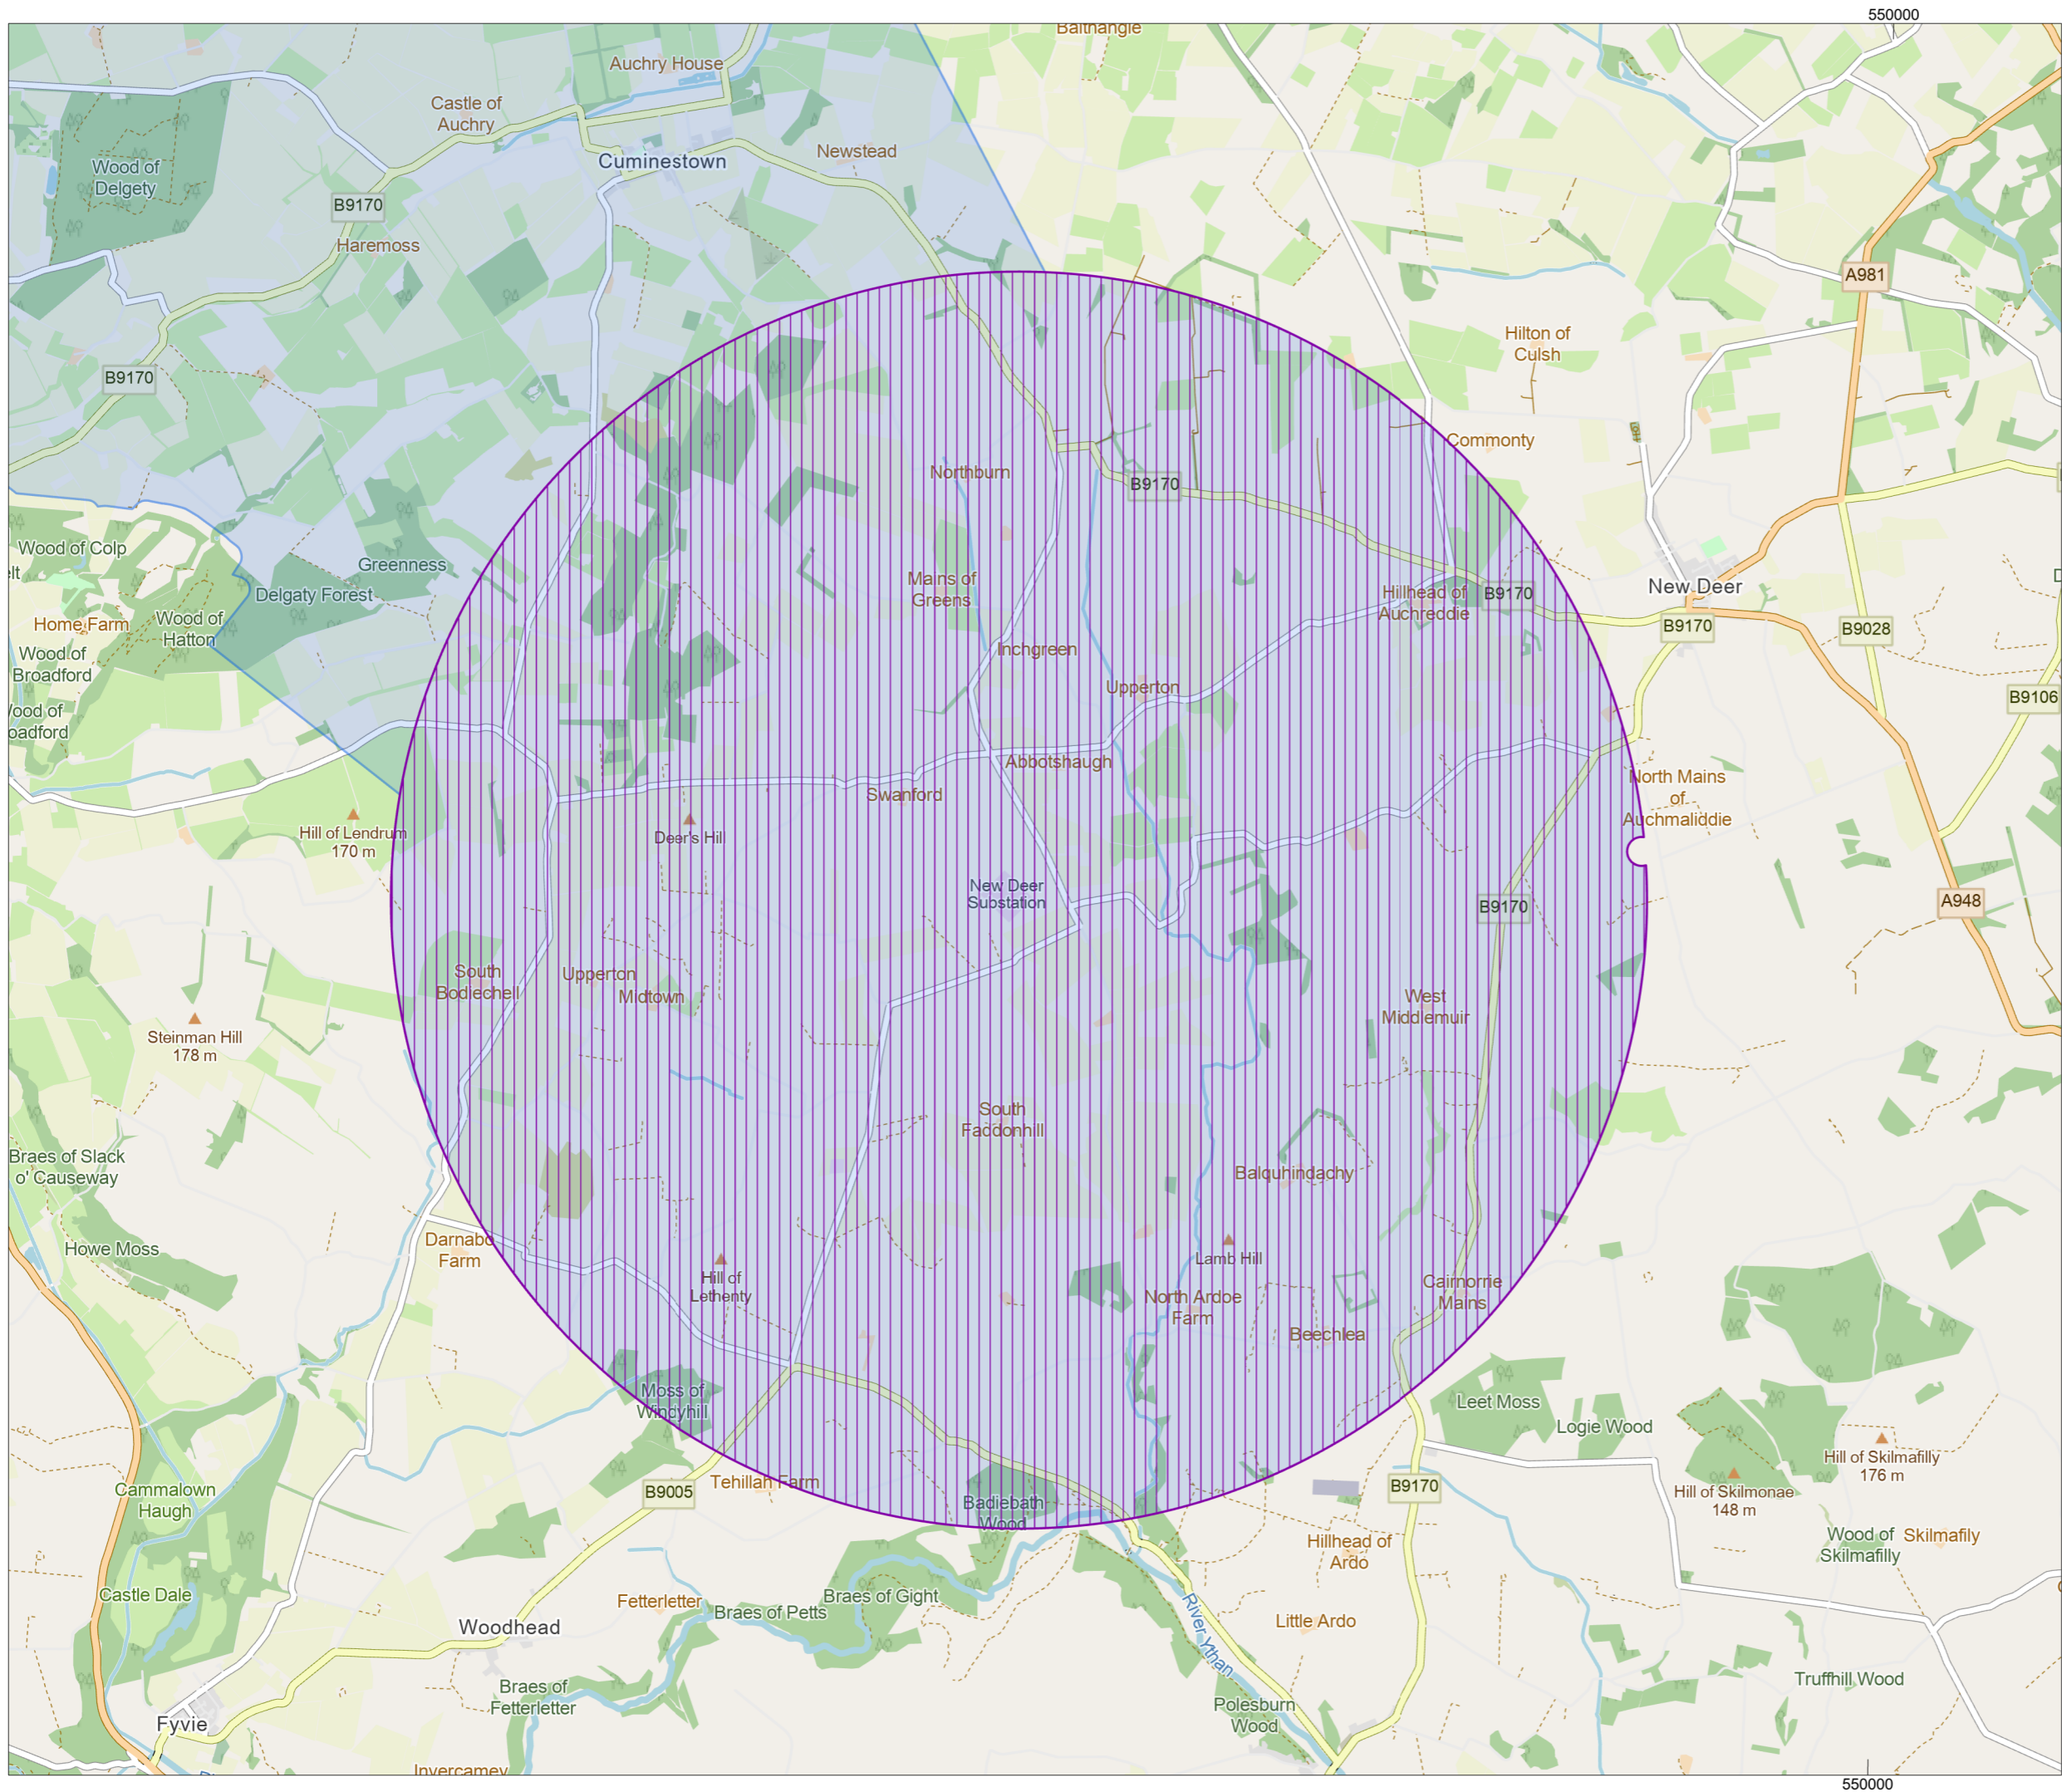 550000
Balthangie
Auchry House
Castle of
Auchry
Cuminestown
Newstead
Wood of
Delgety
B9170
Haremoss
A981
Hilton of
Culsh
B9170
Commonty
Northburn
B9170
Wood of Colp
Greenness
Mains of
Greens
Hillhead of
Auchreddie
B9170
New Deer
Delgaty Forest
Home Farm
Wood of
Hatton
B9170
B9028
Inchgreen
Wood of
Broadford
Upperton
B9106
Abbotshaugh
Swanford
North Mains
of
Auchmaliddie
Hill of Lendrum
170 m
Deer's Hill
New Deer
Substation
B9170
A948
South
Bodiechell
Upperton
Midtown
West
Middlemuir
Steinman Hill
178 m
South
Faddonhill
Braes of Slack
o' Causeway
Balquhindachy
Howe Moss
Farm
Lamb Hill
Hill of
Lethenty
Cairnorrie
Mains
North Ardoe
Farm
Beechlea
Moss of
Windyhill
Leet Moss
Logie Wood
Hill of Skilmafilly
176 m
Tehillah Farm
B9005
B9170
Hill of Skilmonae
148 m
Cammalown
Haugh
Badiebath
Wood
Hillhead of
Ardo
Wood of
Skilmafilly
Skilmafily
Castle Dale
Fetterletter
Braes of Petts
Braes of Gight
Little Ardo
Woodhead
River Ythan
Braes of
Fetterletter
Truffhill Wood
Polesburn
Wood
Fyvie
Invercamey
550000